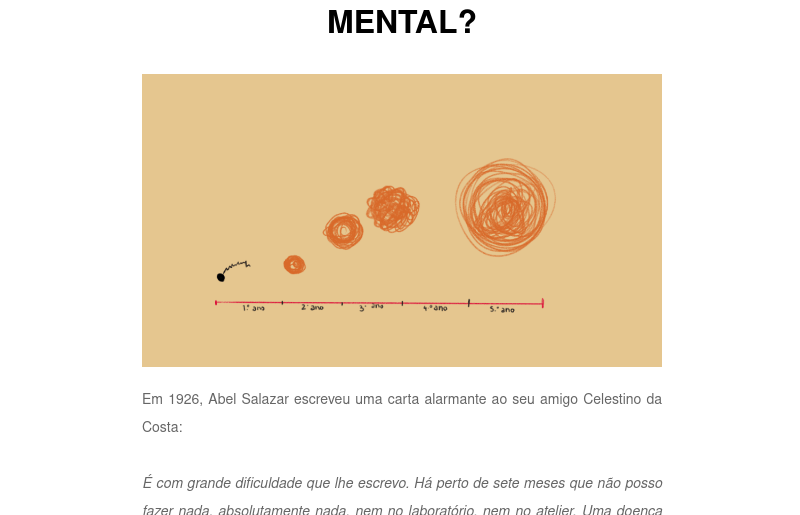 MENTAL?
1.º ano 2º ano 3º ano 4.º ano 5.º ano
Em 1926, Abel Salazar escreveu uma carta alarmante ao seu amigo Celestino da
Costa:
É com grande dificuldade que lhe escrevo. Há perto de sete meses que não posso
fazer nada, absolutamente nada, nem no laboratório, nem no atelier. Uma doença